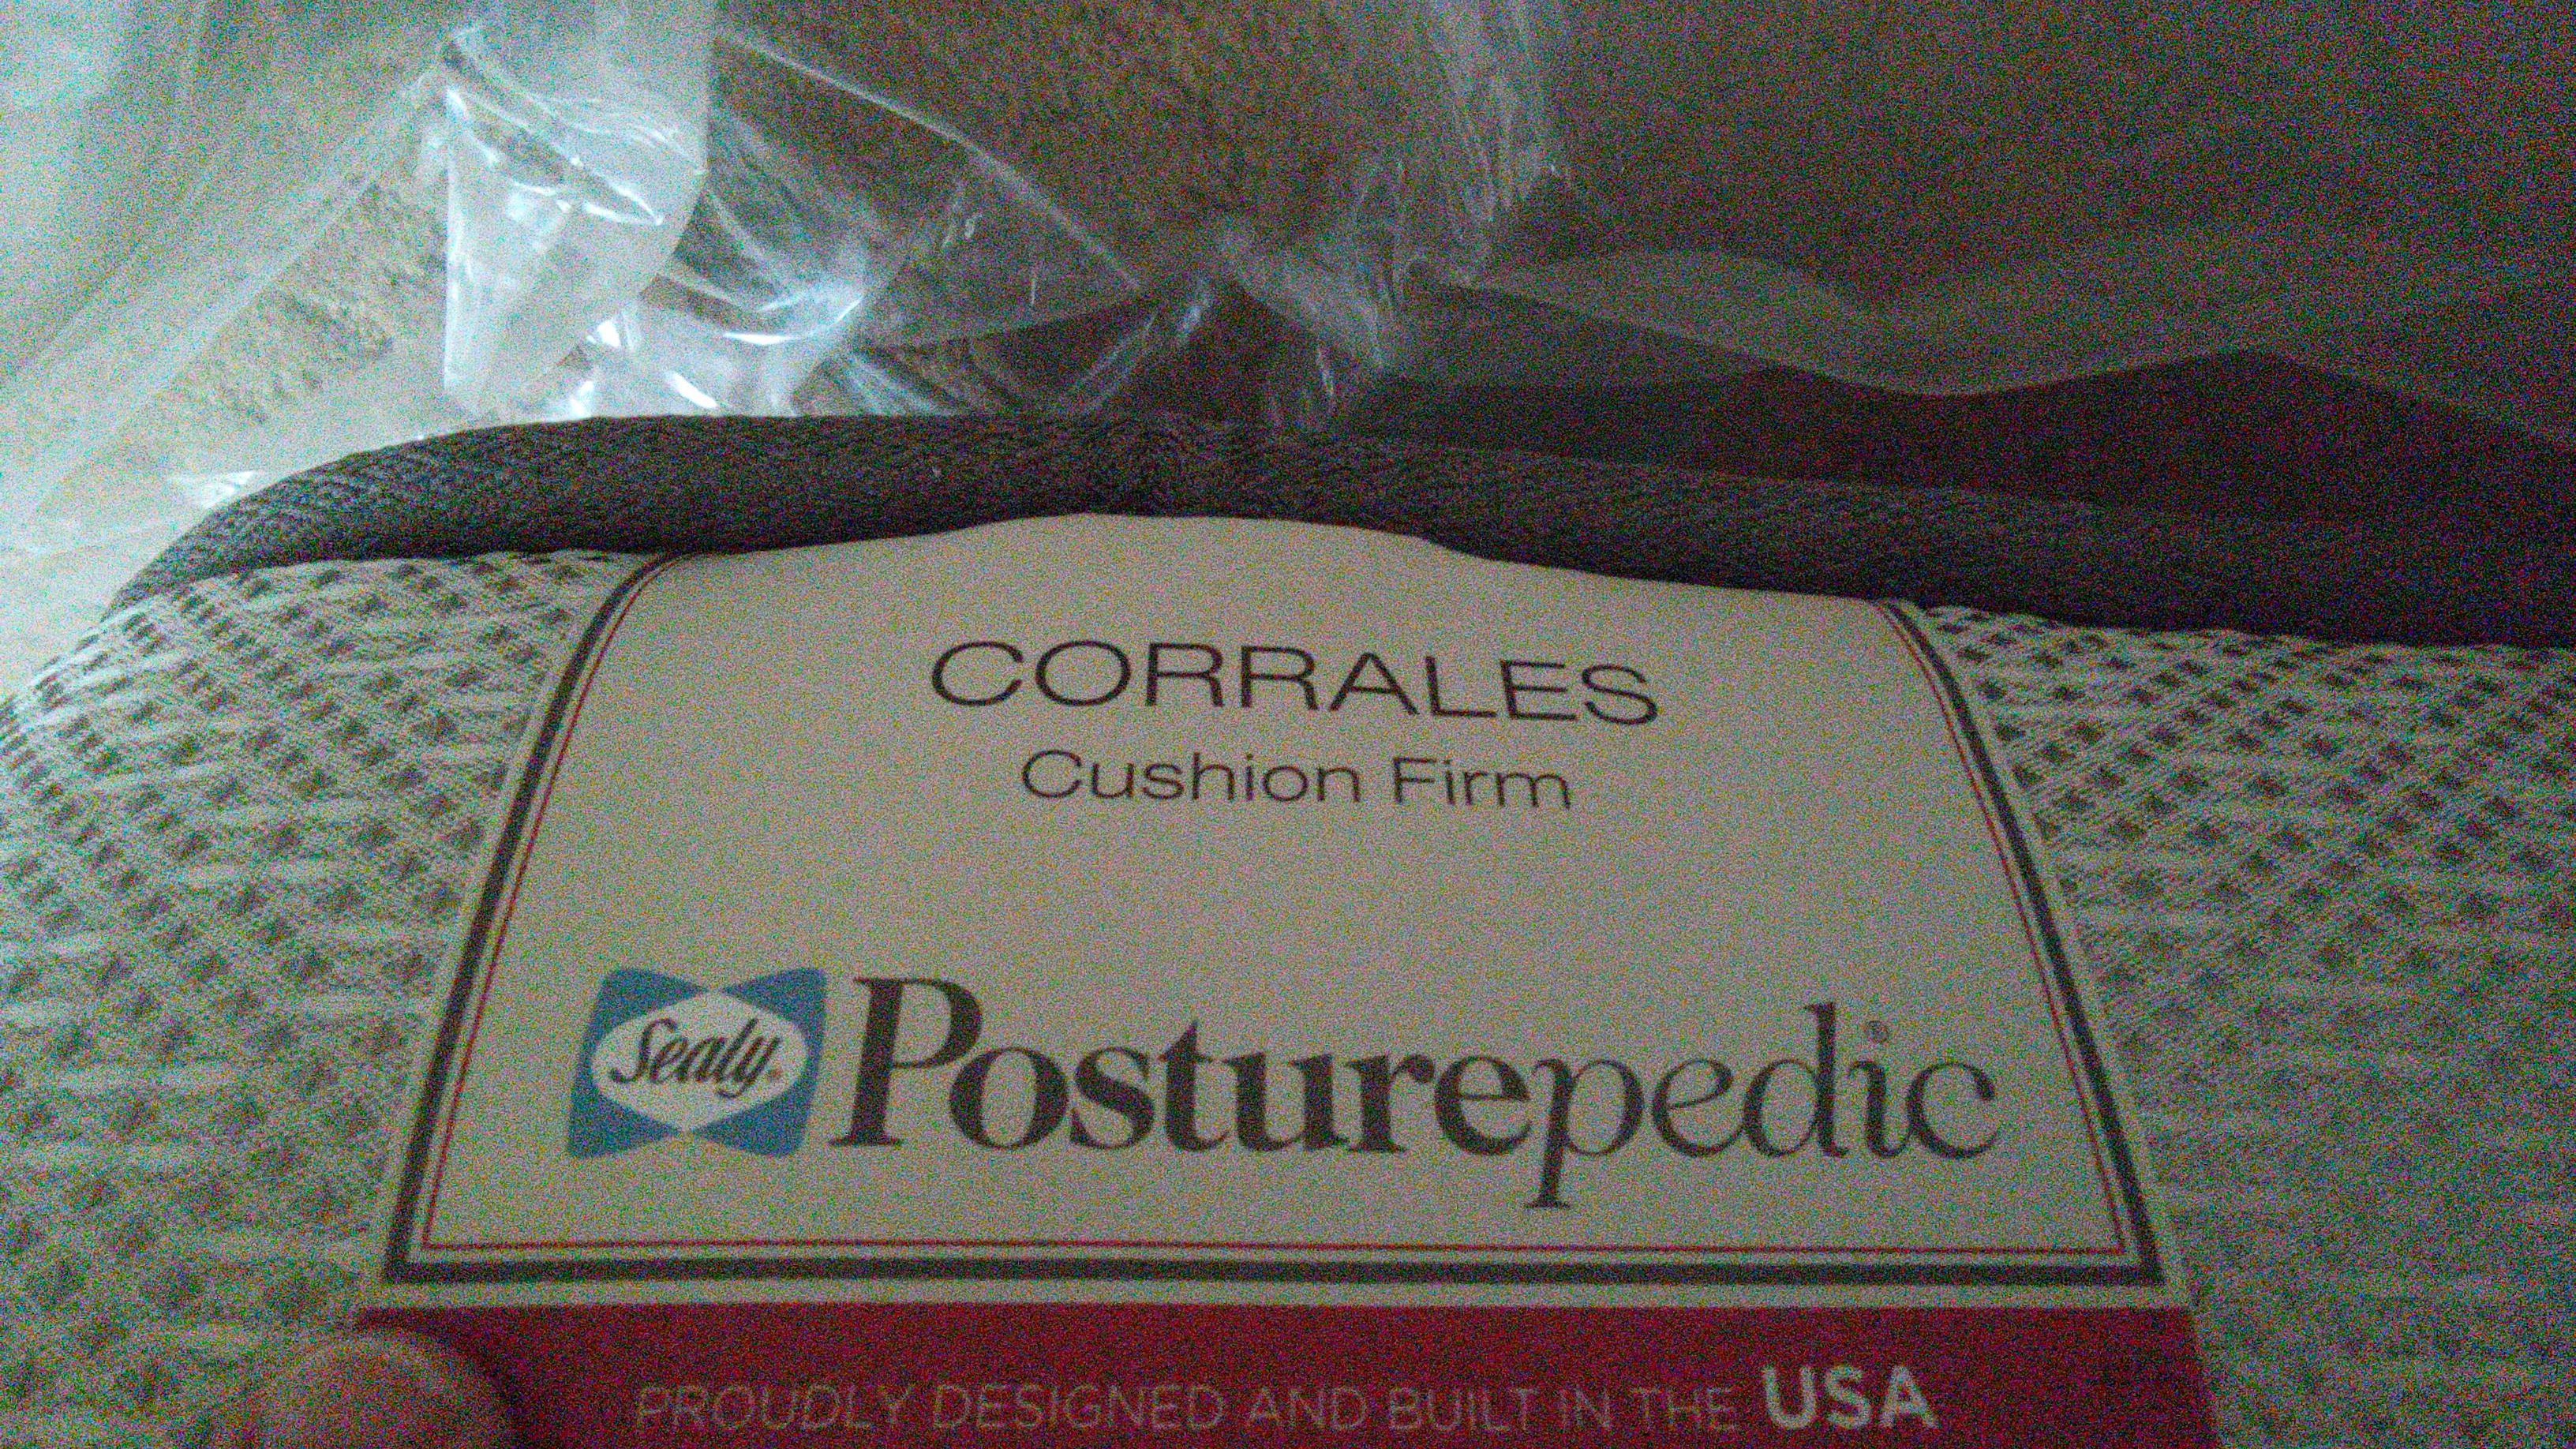 CORRALES
Cushion Firm
Sealy® Posturepedic®
PROUDLY DESIGNED AND BUILT IN THE USA